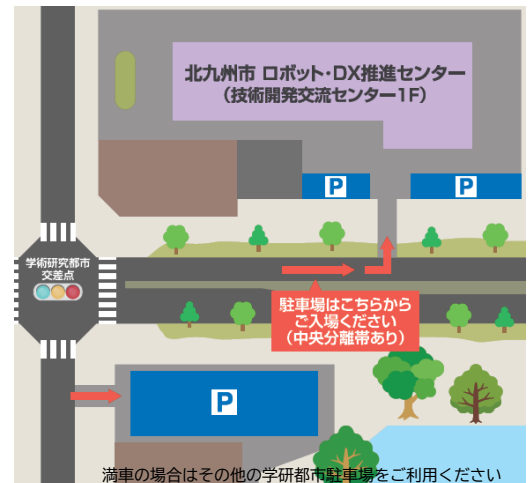 北九州市 ロボット・DX推進センター
（技術開発交流センター1F）
P
P
学術研究都市
交差点
駐車場はこちらから
ご入場ください
（中央分離帯あり）
P
満車の場合はその他の学研都市駐車場をご利用ください